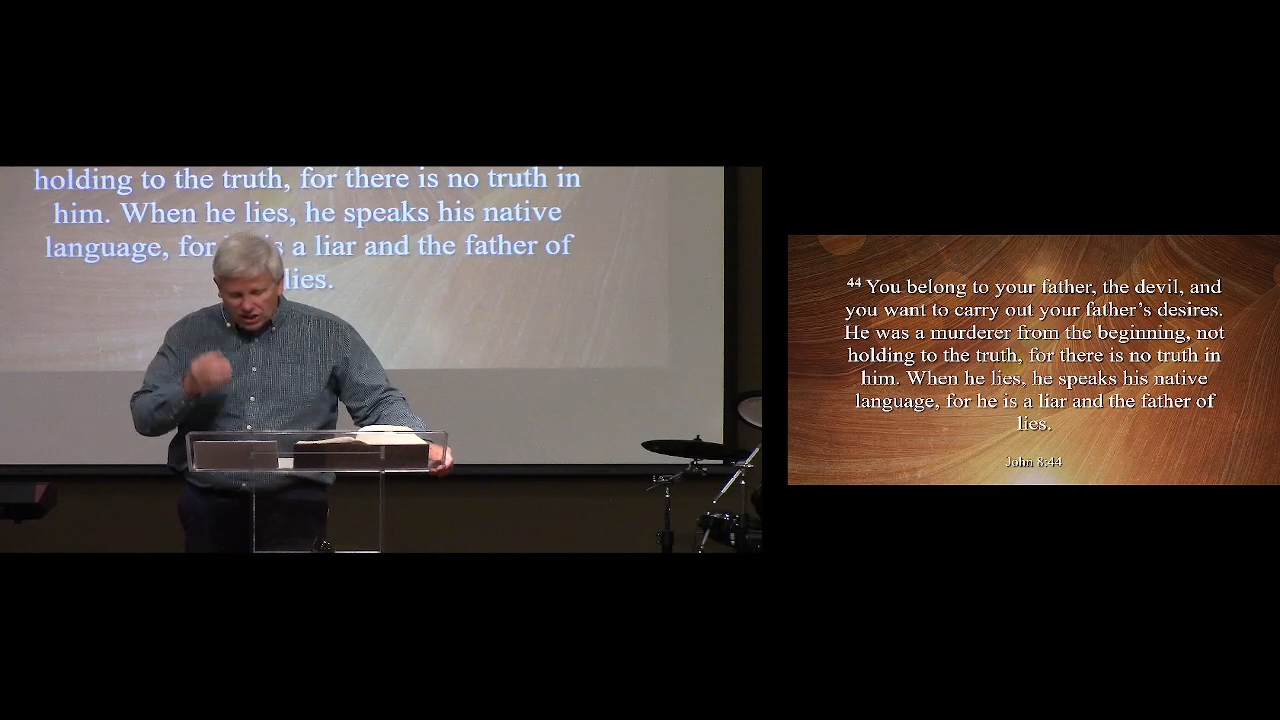 holding to the truth, for there is no truth in
him. When he lies, he speaks his native
language, for is a liar and the father of
lies.
44 You belong to your father, the devil, and
you want to carry out your father's desires.
He was a murderer from the beginning, not
holding to the truth, for there is no truth in
him. When he lies, he speaks his native
language, for he is a liar and the father of
lies.
John 8:44